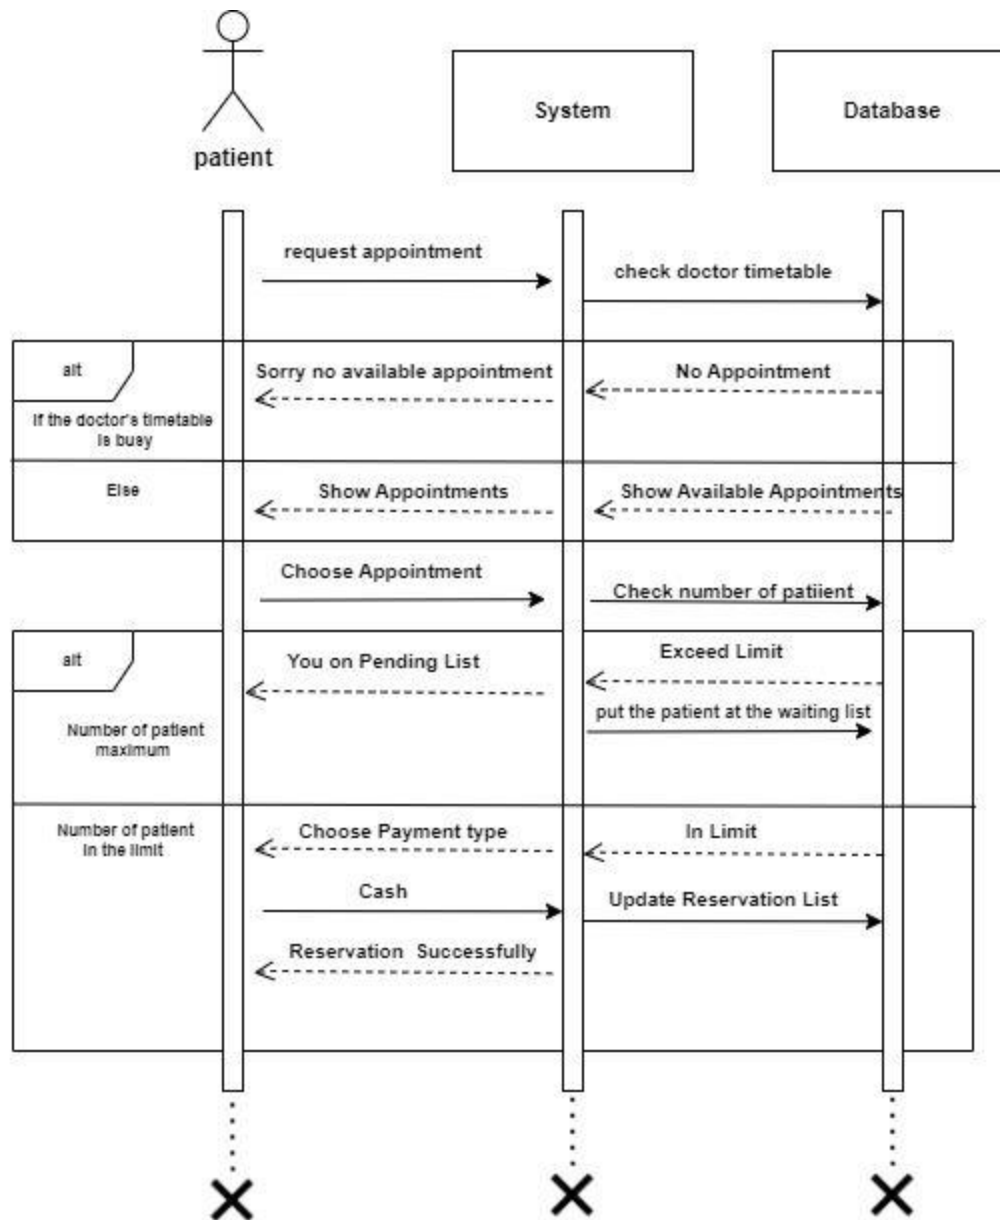 System
Database
patient
request appointment
check doctor timetable
alt
Sorry no available appointment
No Appointment
If the doctor's timetable
is busy
Else
Show Appointments
Show Available Appointments
Choose Appointment
Check number of patiient
alt
You on Pending List
Exceed Limit
put the patient at the waiting list
Number of patient
maximum
Number of patient
in the limit
Choose Payment type
In Limit
Cash
Update Reservation List
Reservation Successfully